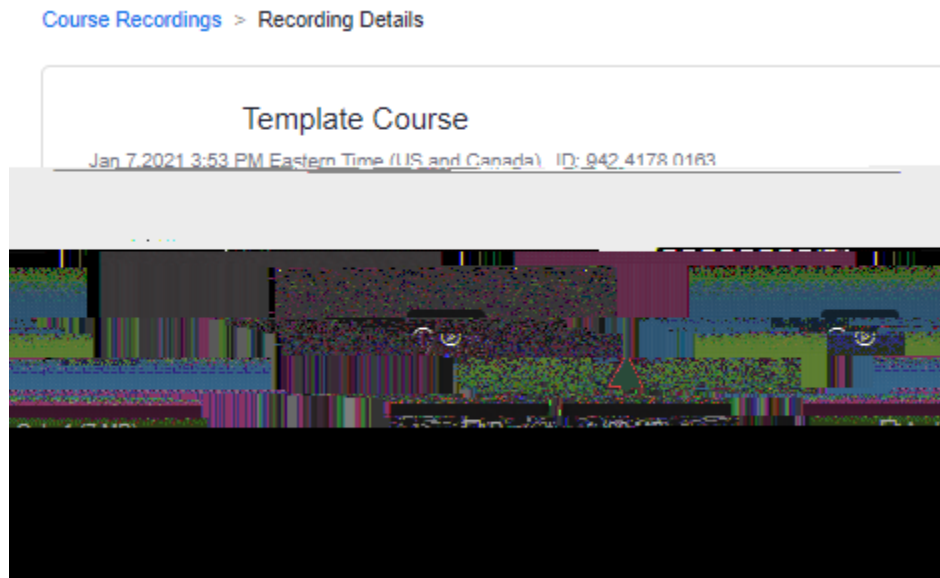 Course Recordings > Recording Details
Template Course
Jan 7,2021 3:53 PM Eastern Time (US and Canada) ID: 942 4178 0163